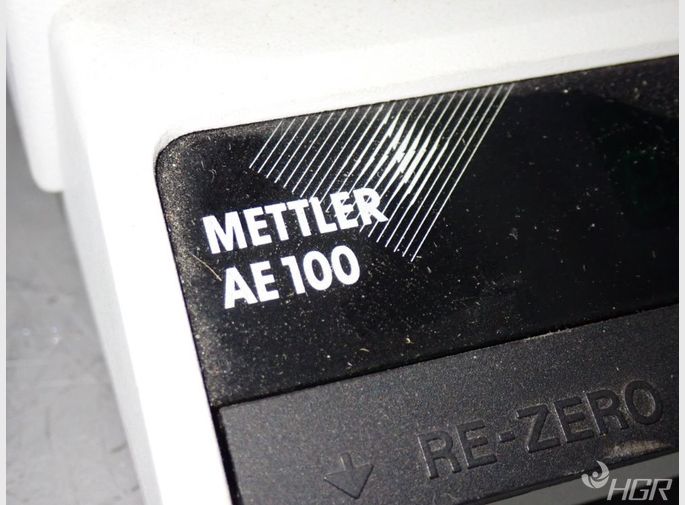 METTLER
AE 100
↓ RE-ZERO
HGR